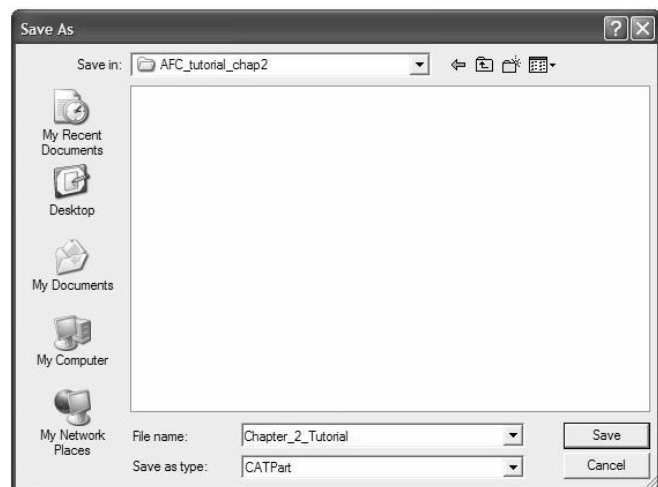 Save As
Save in: AFC_tutorial_chap2
My Recent
Documents
Desktop
My Documents
My Computer
My Network
Places
File name: Chapter_2_Tutorial
Save
Save as type: CATPart
Cancel